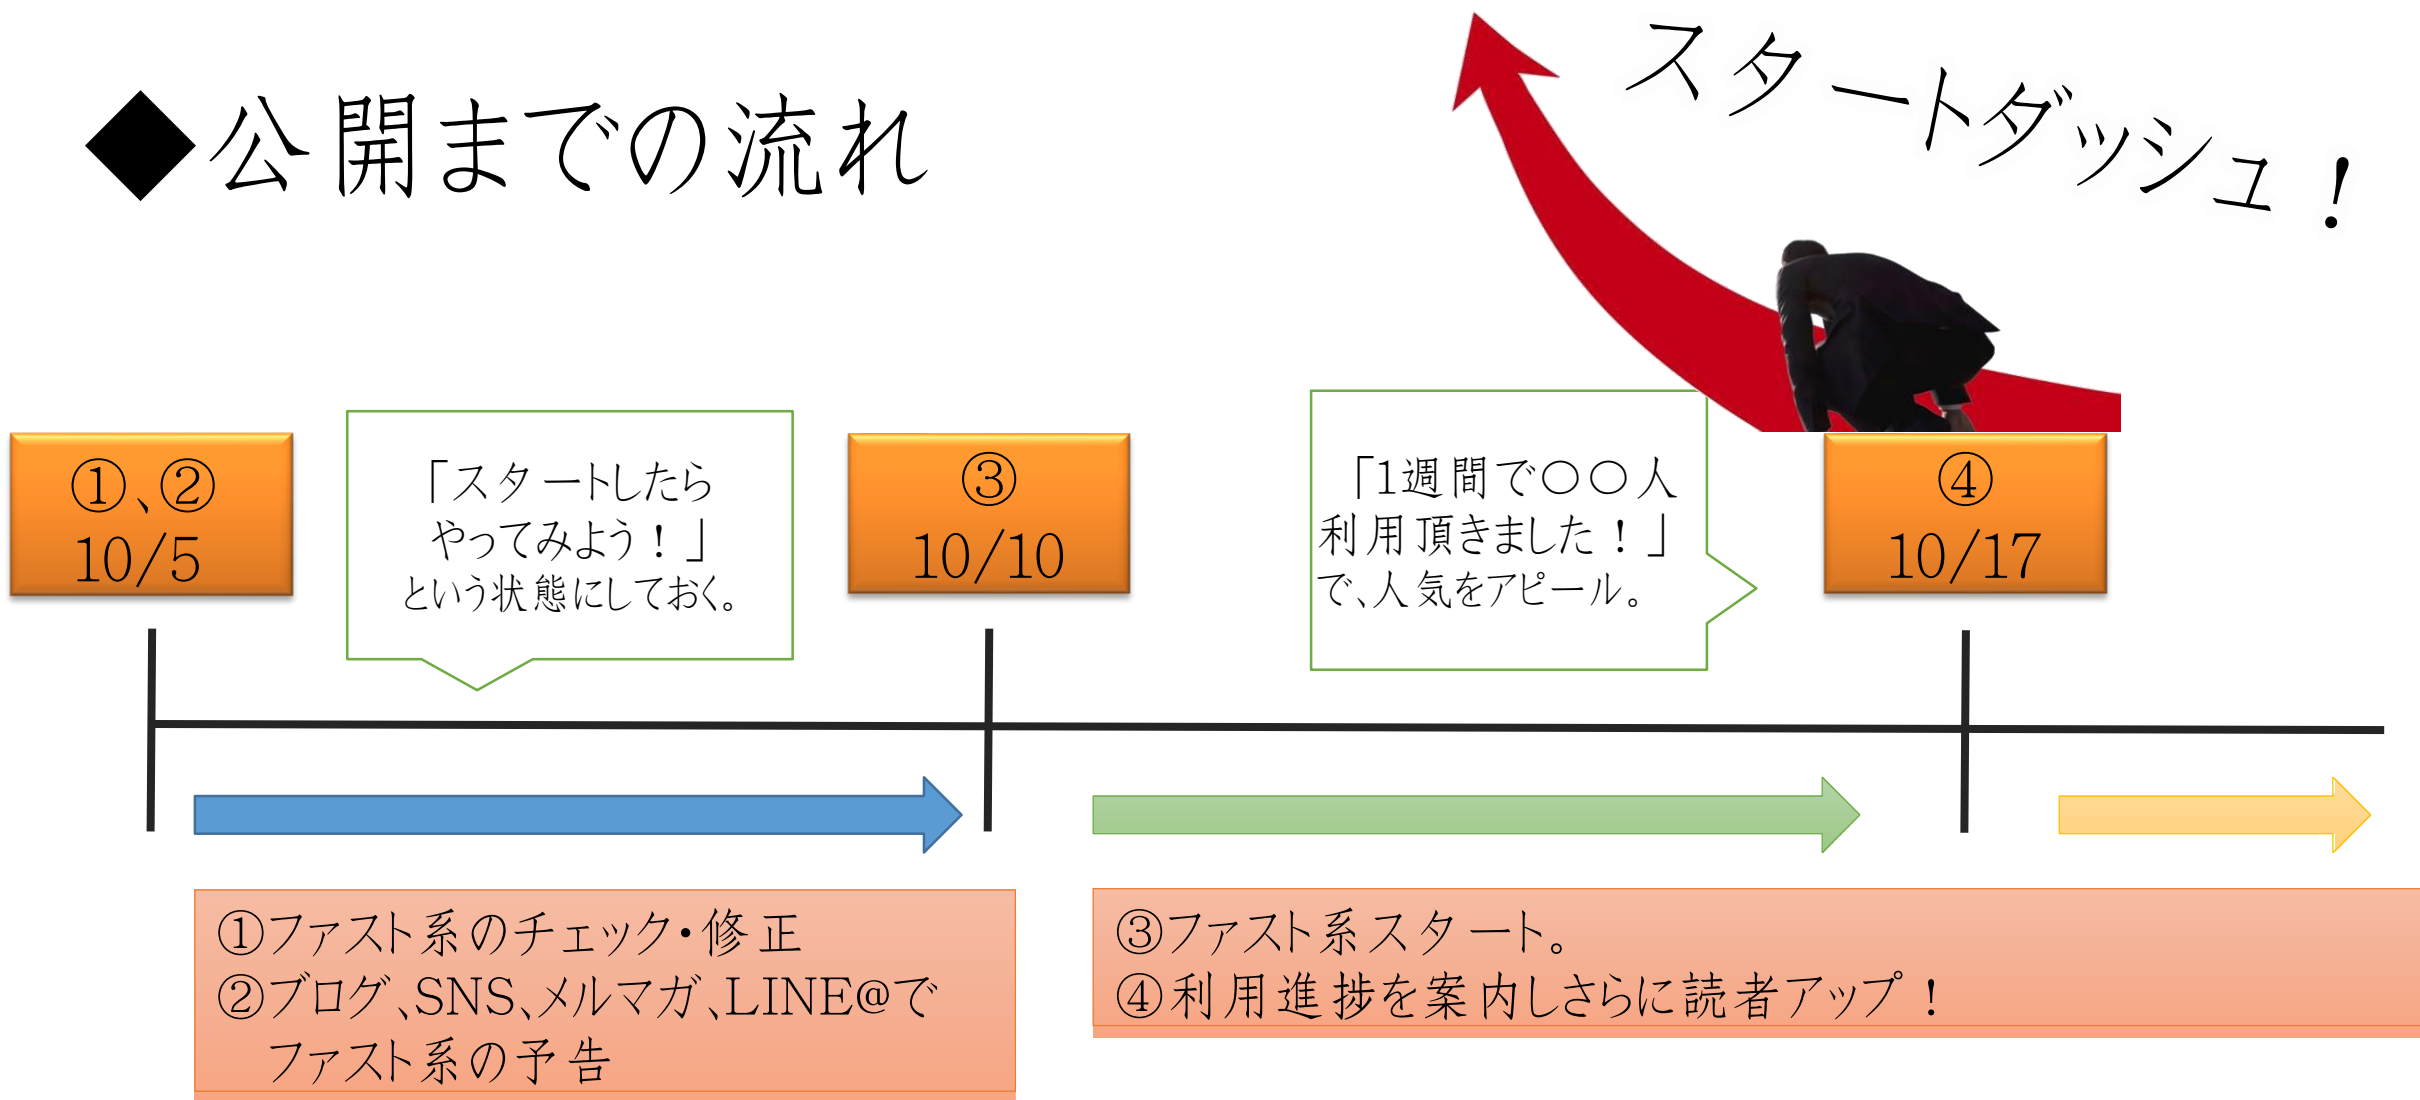 ◆公開までの流れ
スタートダッシュ！
①、②
10/5
「スタートしたら
やってみよう！」
という状態にしておく。
③
10/10
「1週間で〇〇人
利用頂きました！」
で、人気をアピール。
④
10/17
①ファスト系のチェック・修正
②ブログ、SNS、メルマガ、LINE@で
ファスト系の予告
③ファスト系スタート。
④利用進捗を案内しさらに読者アップ！